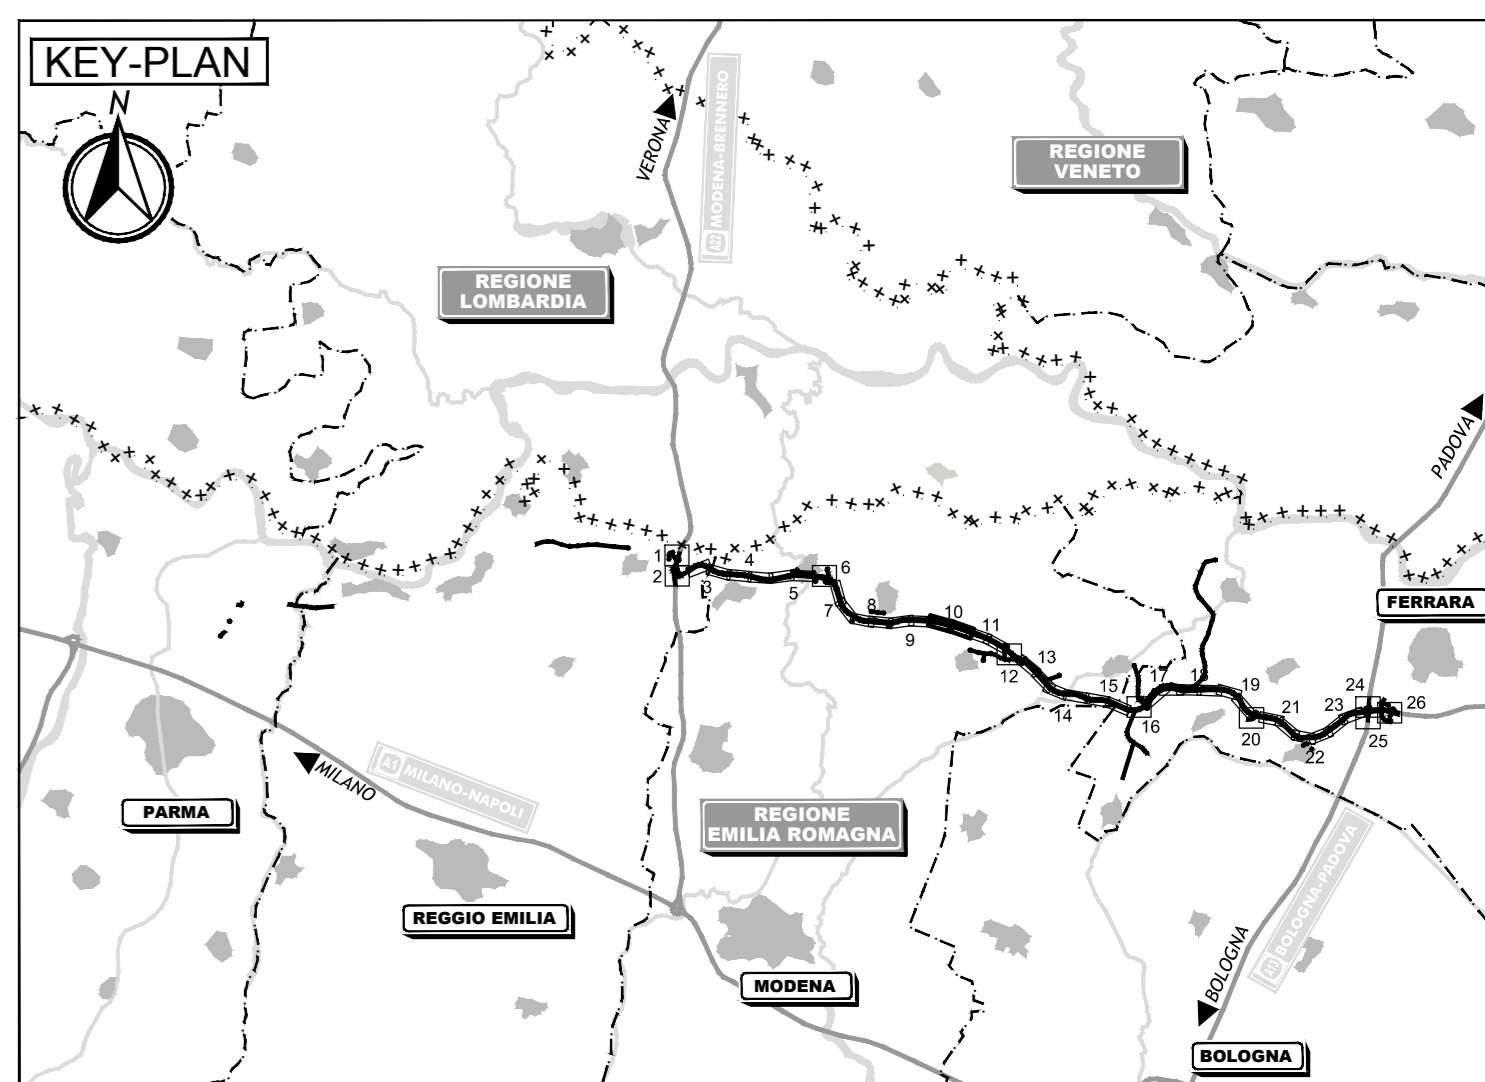 KEY-PLAN
N
VERONA
A22 MODENA-BRENNERO
REGIONE
VENETO
REGIONE
LOMBARDIA
PADOVA
1
2
3
4
5
6
7
8
9
10
11
12
13
14
15
16
17
18
19
20
21
22
23
24
25
26
FERRARA
MILANO
A1 MILANO-NAPOLI
PARMA
REGIONE
EMILIA ROMAGNA
REGGIO EMILIA
MODENA
A13 BOLOGNA-PADOVA
BOLOGNA
BOLOGNA